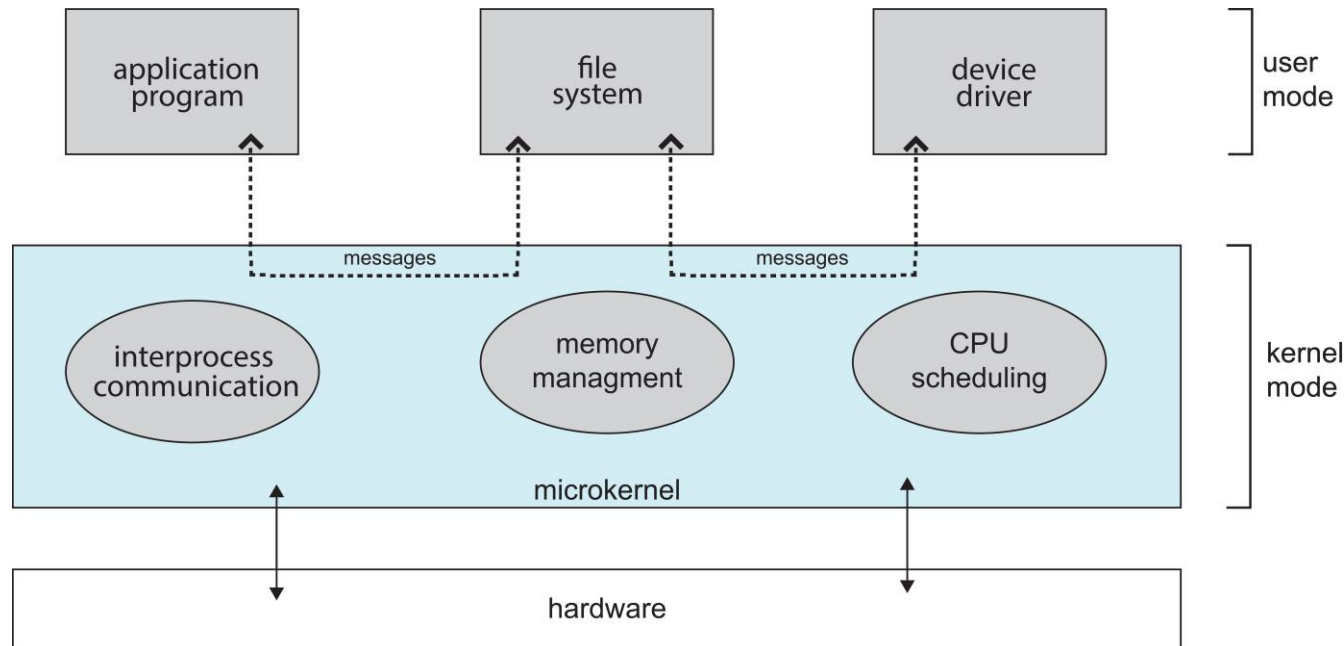 application
program
file
system
device
driver
user
mode
messages
messages
interprocess
communication
memory
managment
CPU
scheduling
kernel
mode
microkernel
hardware